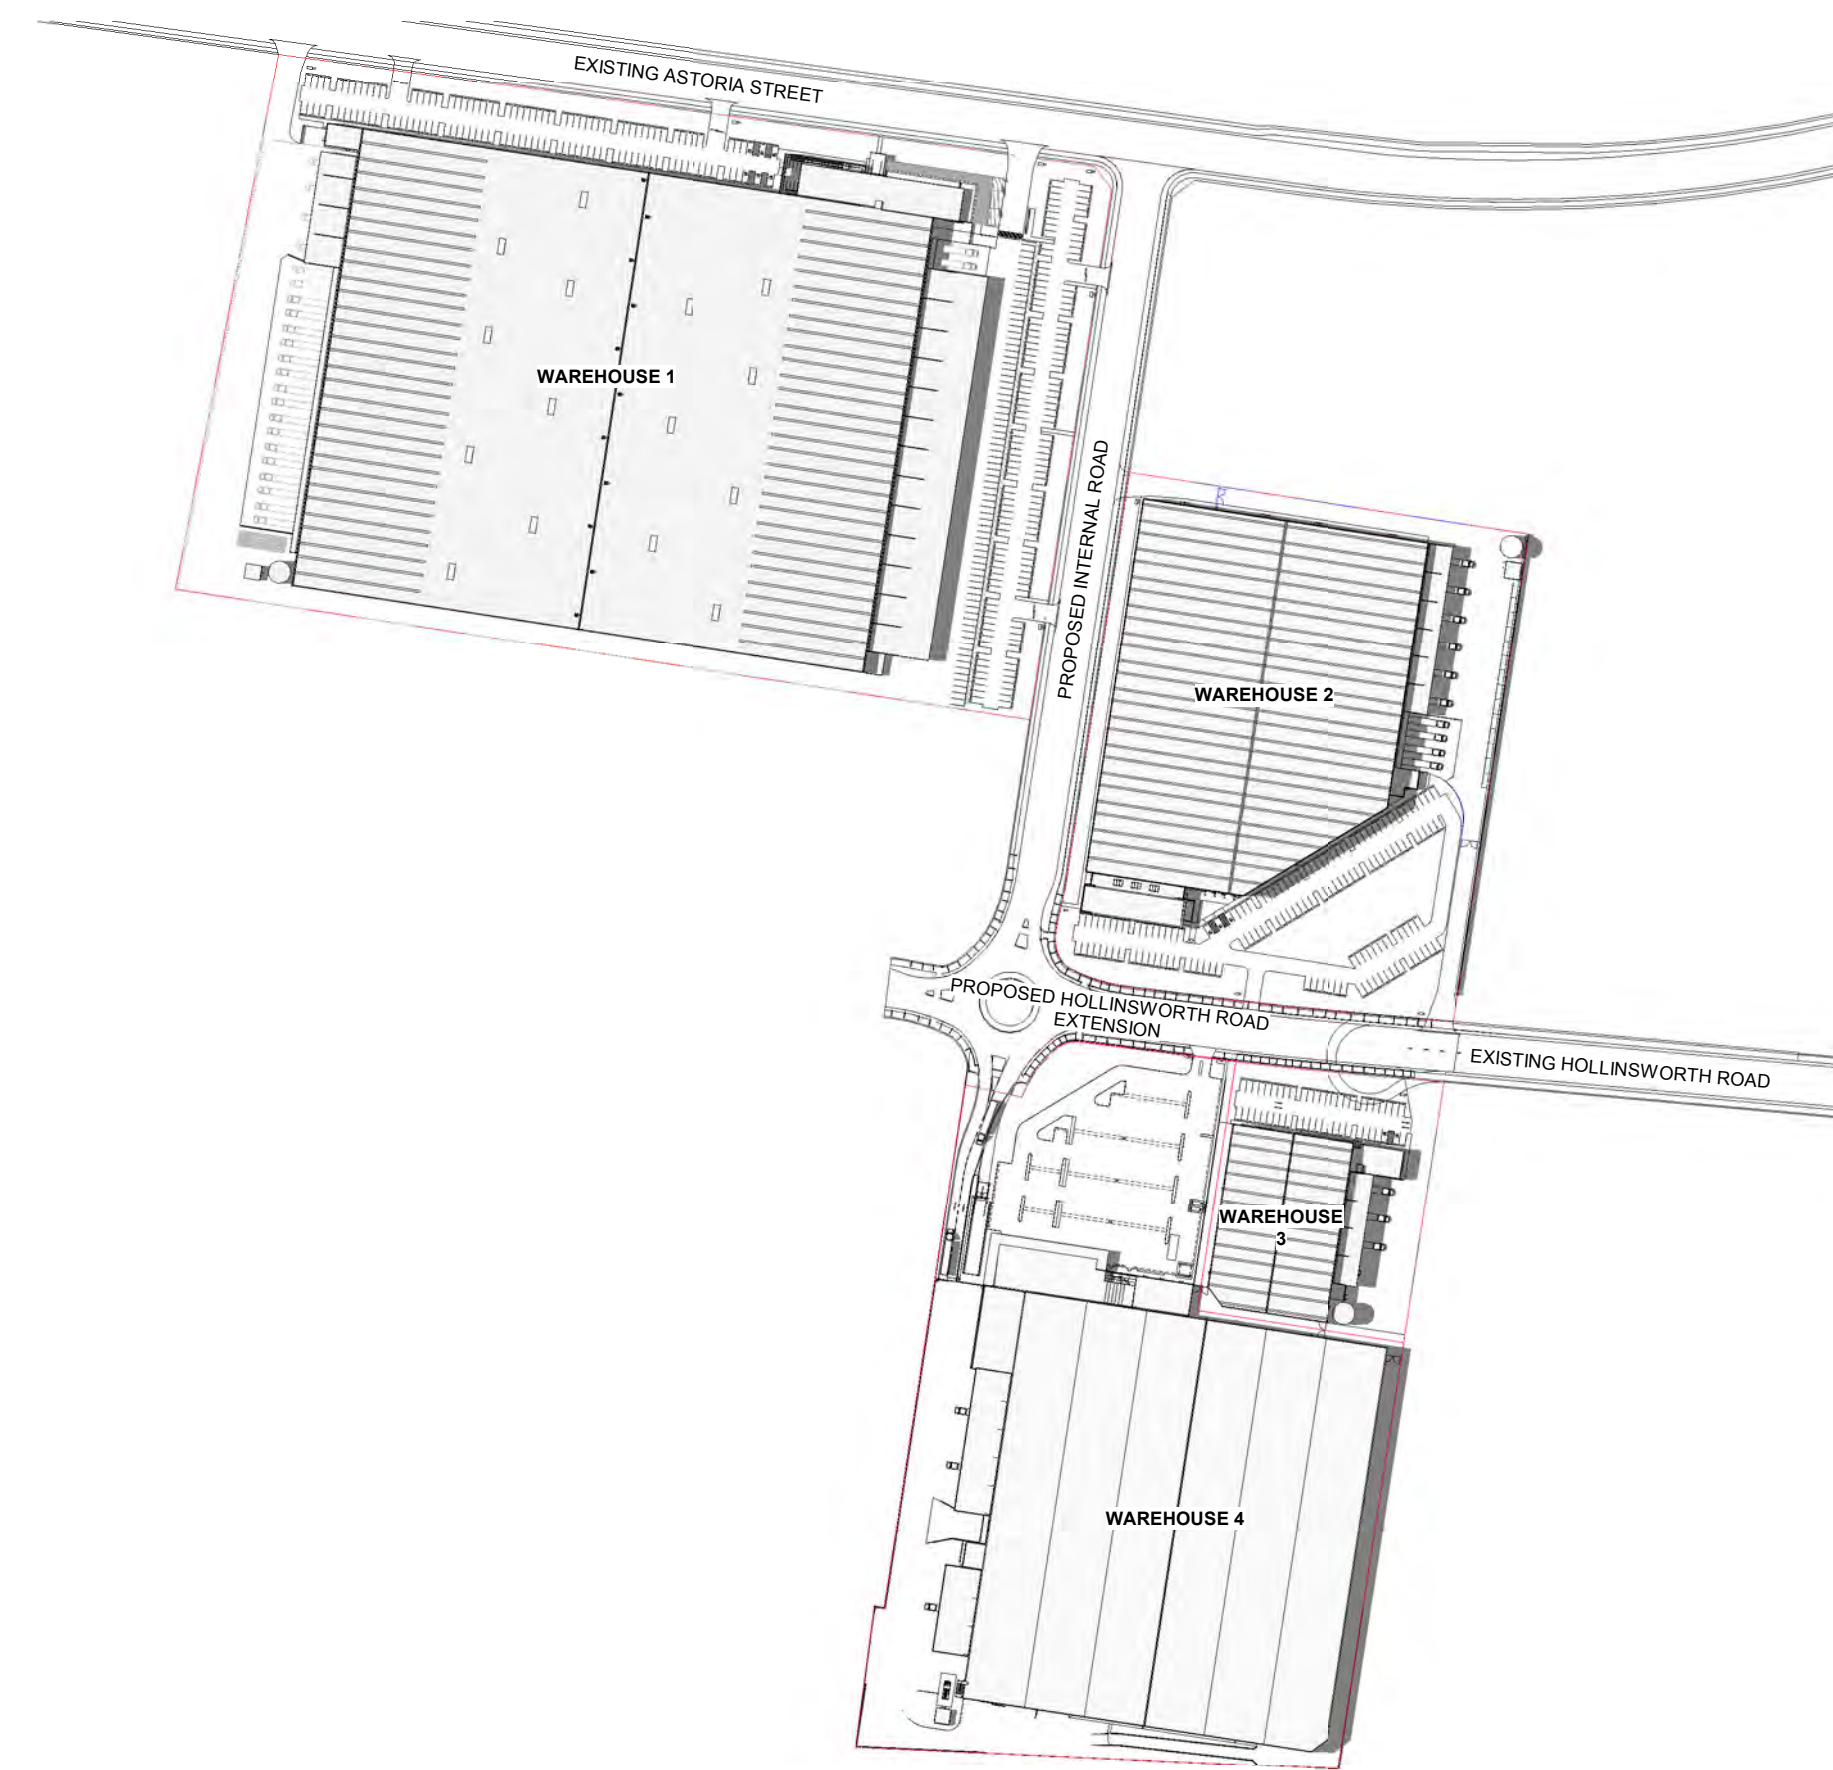 EXISTING ASTORIA STREET
WAREHOUSE 1
PROPOSED INTERNAL ROAD
WAREHOUSE 2
PROPOSED HOLLINSWORTH ROAD
EXTENSION
EXISTING HOLLINSWORTH ROAD
WAREHOUSE
3
WAREHOUSE 4